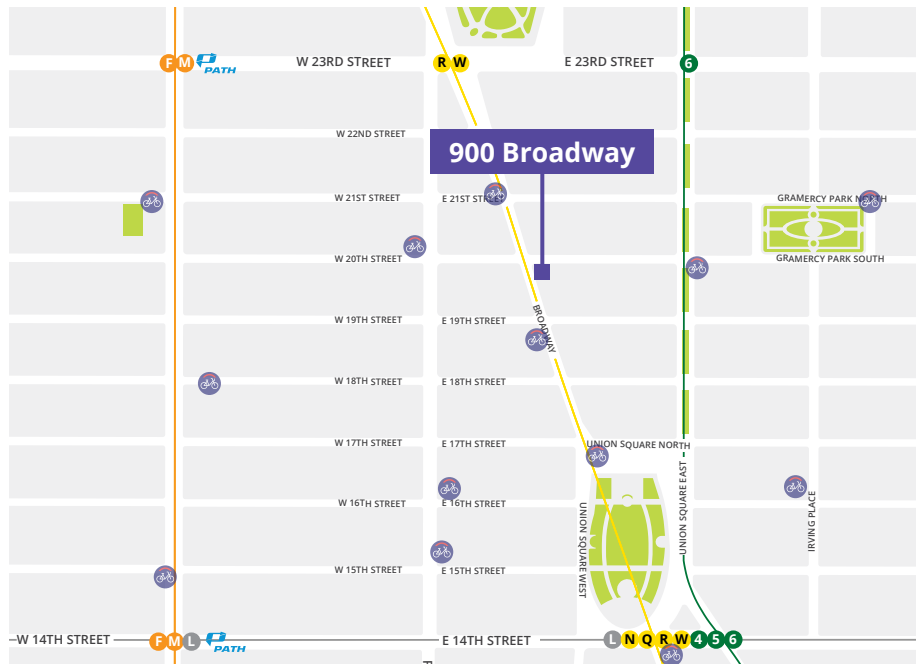 F M PATH
W 23RD STREET
R W
E 23RD STREET
6
W 22ND STREET
900 Broadway
W 21ST STREET
E 21ST STREET
GRAMERCY PARK NORTH
W 20TH STREET
GRAMERCY PARK SOUTH
W 19TH STREET
E 19TH STREET
BROADWAY
W 18TH STREET
E 18TH STREET
W 17TH STREET
E 17TH STREET
UNION SQUARE NORTH
W 16TH STREET
E 16TH STREET
UNION SQUARE WEST
UNION SQUARE EAST
IRVING PLACE
W 15TH STREET
E 15TH STREET
W 14TH STREET
F M L PATH
E 14TH STREET
L N Q R W 4 5 6